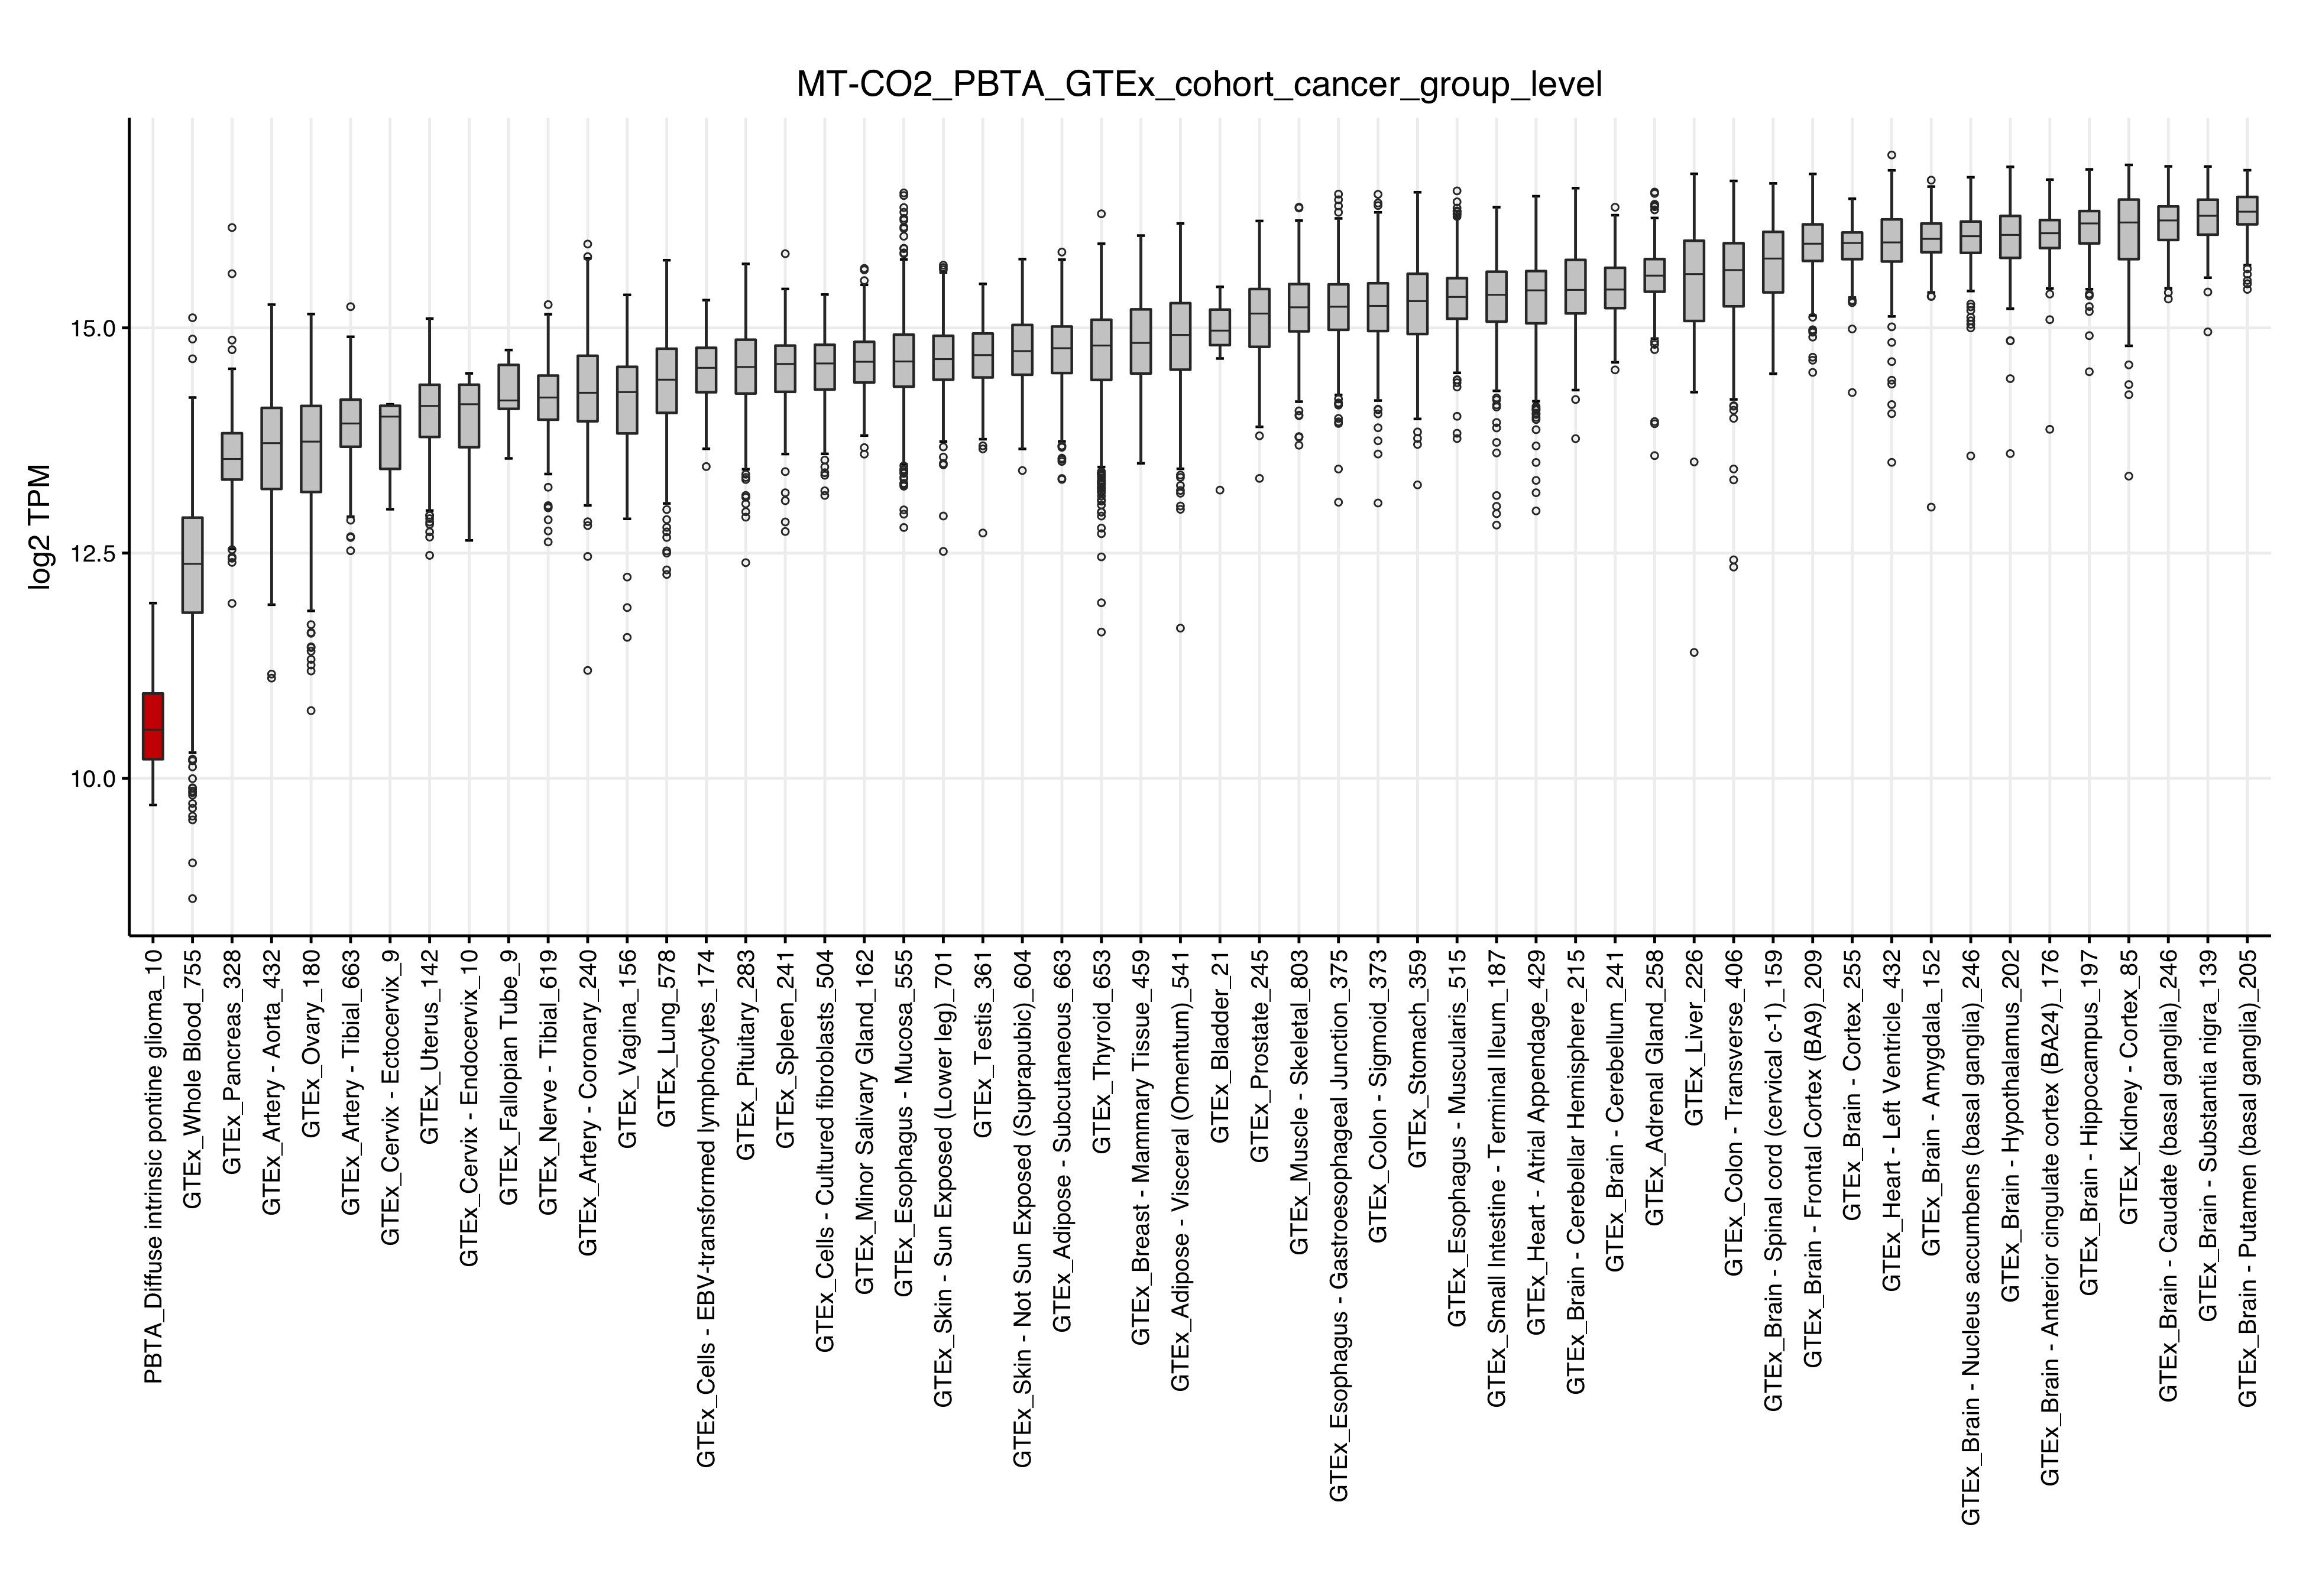 MT-CO2_PBTA_GTEx_cohort_cancer_group_level
log2 TPM
15.0
12.5
10.0
PBTA_Diffuse intrinsic pontine glioma_10
GTEx_Whole Blood_755
GTEx_Pancreas_328
GTEx_Artery - Aorta_432
GTEx_Ovary_180
GTEx_Artery - Tibial_663
GTEx_Cervix - Ectocervix_9
GTEx_Uterus_142
GTEx_Cervix - Endocervix_10
GTEx_Fallopian Tube_9
GTEx_Nerve - Tibial_619
GTEx_Artery - Coronary_240
GTEx_Vagina_156
GTEx_Lung_578
GTEx_Cells - EBV-transformed lymphocytes_174
GTEx_Pituitary_283
GTEx_Spleen_241
GTEx_Cells - Cultured fibroblasts_504
GTEx_Minor Salivary Gland_162
GTEx_Esophagus - Mucosa_555
GTEx_Skin - Sun Exposed (Lower leg)_701
GTEx_Testis_361
GTEx_Skin - Not Sun Exposed (Suprapubic)_604
GTEx_Adipose - Subcutaneous_663
GTEx_Thyroid_653
GTEx_Breast - Mammary Tissue_459
GTEx_Adipose - Visceral (Omentum)_541
GTEx_Bladder_21
GTEx_Prostate_245
GTEx_Muscle - Skeletal_803
GTEx_Esophagus - Gastroesophageal Junction_375
GTEx_Colon - Sigmoid_373
GTEx_Stomach_359
GTEx_Esophagus - Muscularis_515
GTEx_Small Intestine - Terminal Ileum_187
GTEx_Heart - Atrial Appendage_429
GTEx_Brain - Cerebellar Hemisphere_215
GTEx_Brain - Cerebellum_241
GTEx_Adrenal Gland_258
GTEx_Liver_226
GTEx_Colon - Transverse_406
GTEx_Brain - Spinal cord (cervical c-1)_159
GTEx_Brain - Frontal Cortex (BA9)_209
GTEx_Brain - Cortex_255
GTEx_Heart - Left Ventricle_432
GTEx_Brain - Amygdala_152
GTEx_Brain - Nucleus accumbens (basal ganglia)_246
GTEx_Brain - Hypothalamus_202
GTEx_Brain - Anterior cingulate cortex (BA24)_176
GTEx_Brain - Hippocampus_197
GTEx_Kidney - Cortex_85
GTEx_Brain - Caudate (basal ganglia)_246
GTEx_Brain - Substantia nigra_139
GTEx_Brain - Putamen (basal ganglia)_205